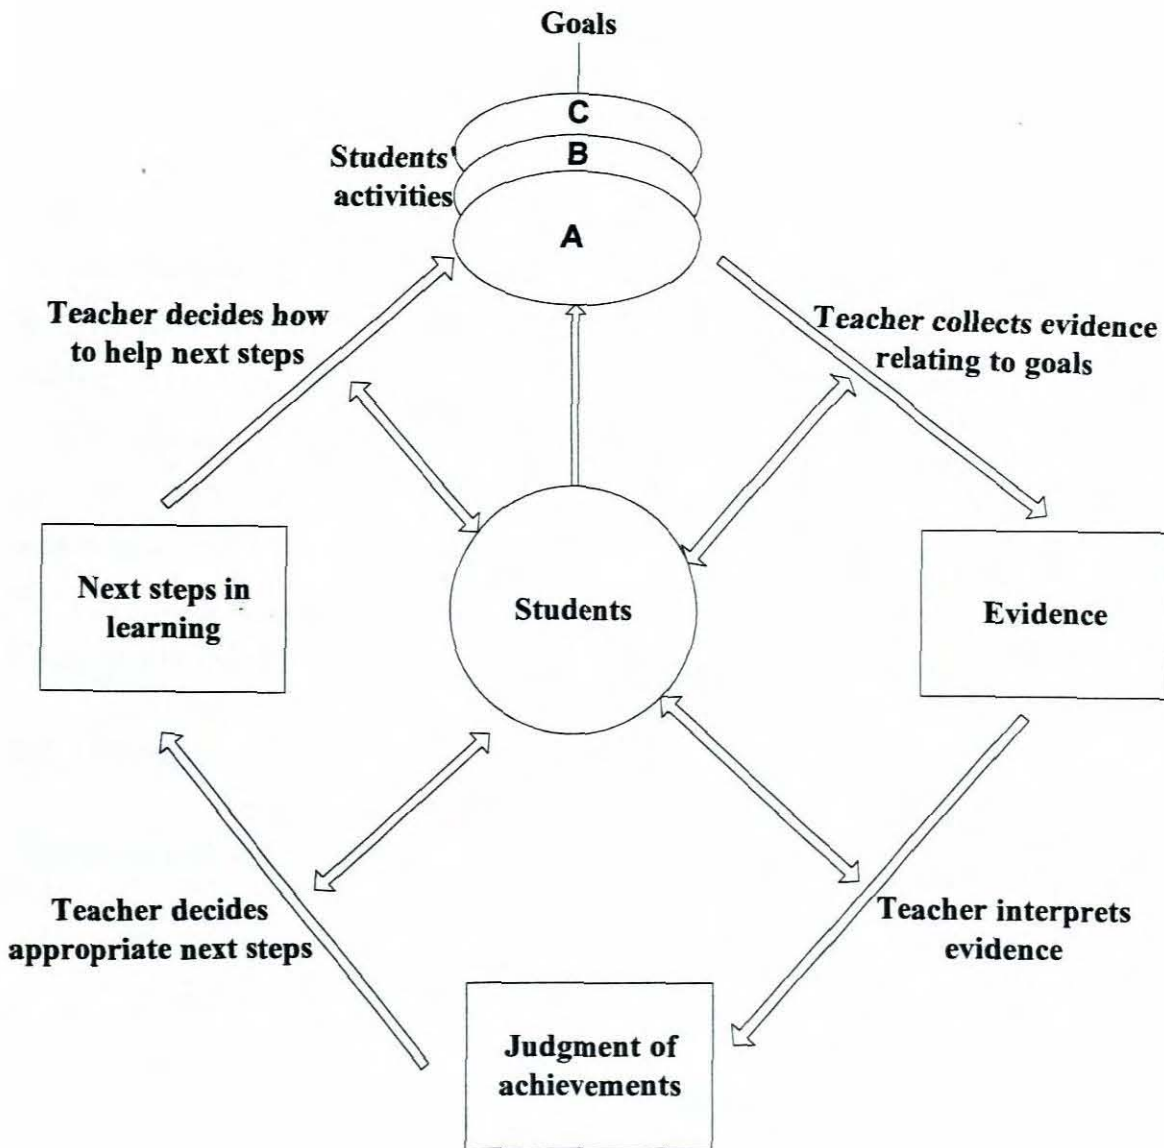 Goals
C
B
A
Students'
activities
Teacher decides how
to help next steps
Teacher collects evidence
relating to goals
Next steps in
learning
Students
Evidence
Teacher decides
appropriate next steps
Teacher interprets
evidence
Judgment of
achievements